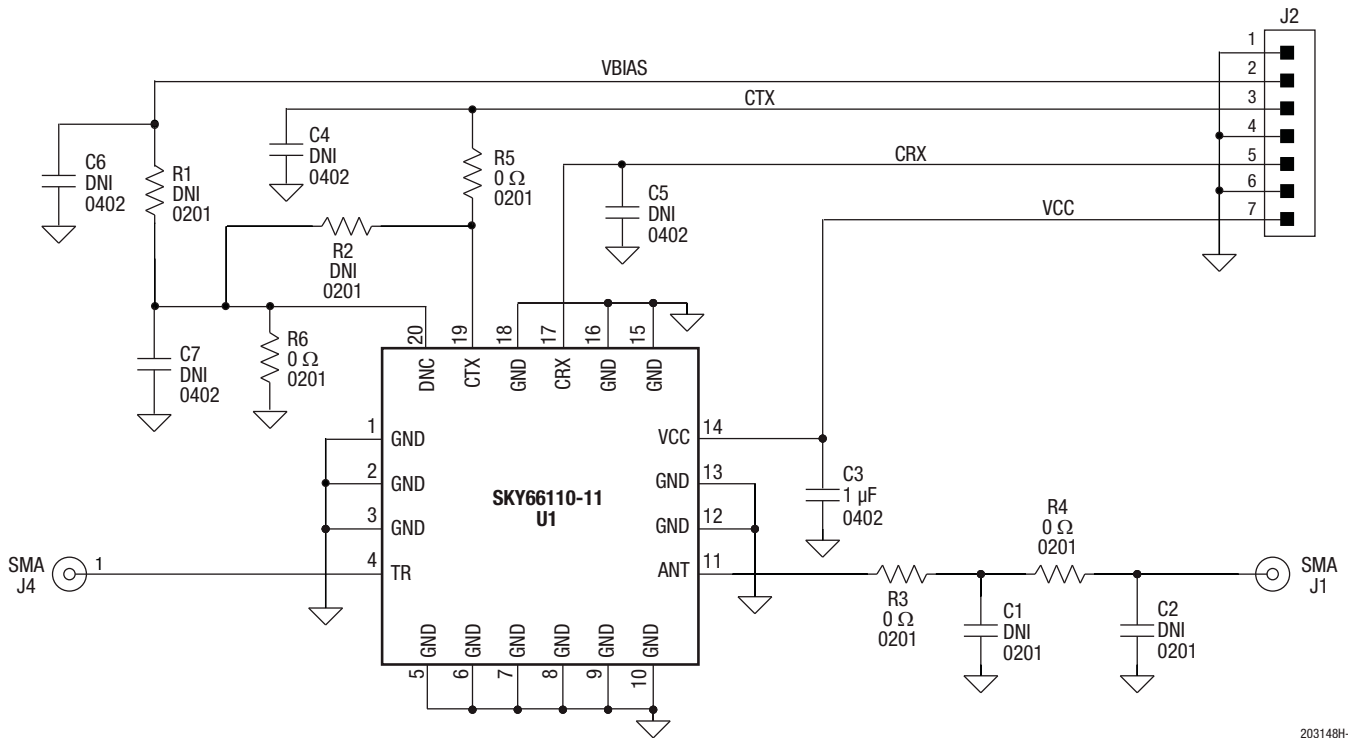 J2
1
VBIAS
2
CTX
3
4
CRX
5
6
VCC
7
C6
DNI
0402
R1
DNI
0201
C4
DNI
0402
R5
0 Ω
0201
C5
DNI
0402
R2
DNI
0201
C7
DNI
0402
R6
0 Ω
0201
20
19
18
17
16
15
DNC
CTX
GND
CRX
GND
GND
1
GND
2
GND
3
GND
4
TR
SKY66110-11
U1
VCC
14
GND
13
GND
12
ANT
11
C3
1 µF
0402
SMA
J4
1
R3
0 Ω
0201
R4
0 Ω
0201
C1
DNI
0201
C2
DNI
0201
SMA
J1
GND
GND
GND
GND
GND
GND
5
6
7
8
9
10
203148H-